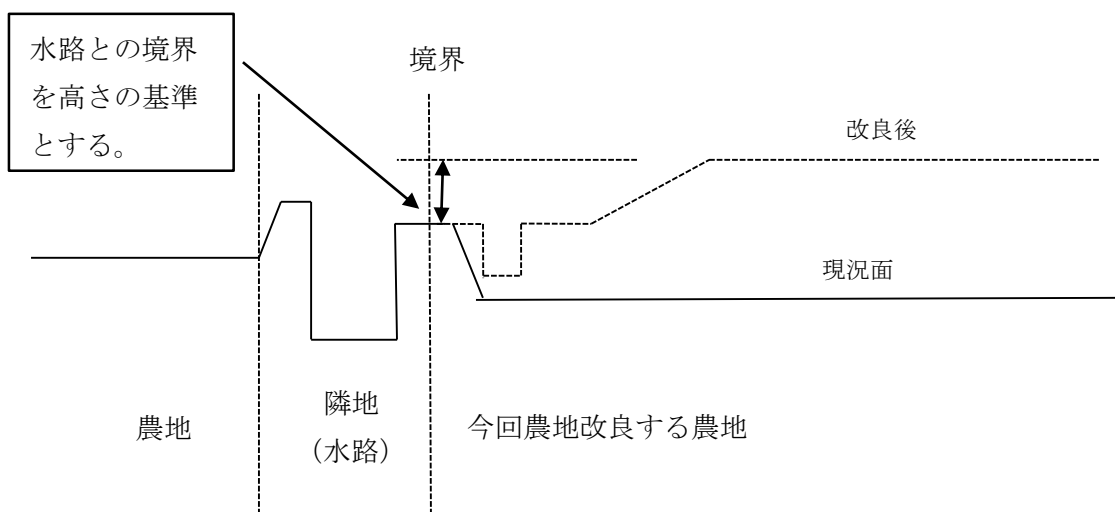 水路との境界
を高さの基準
とする。
境界
改良後
現況面
農地
隣地
（水路）
今回農地改良する農地